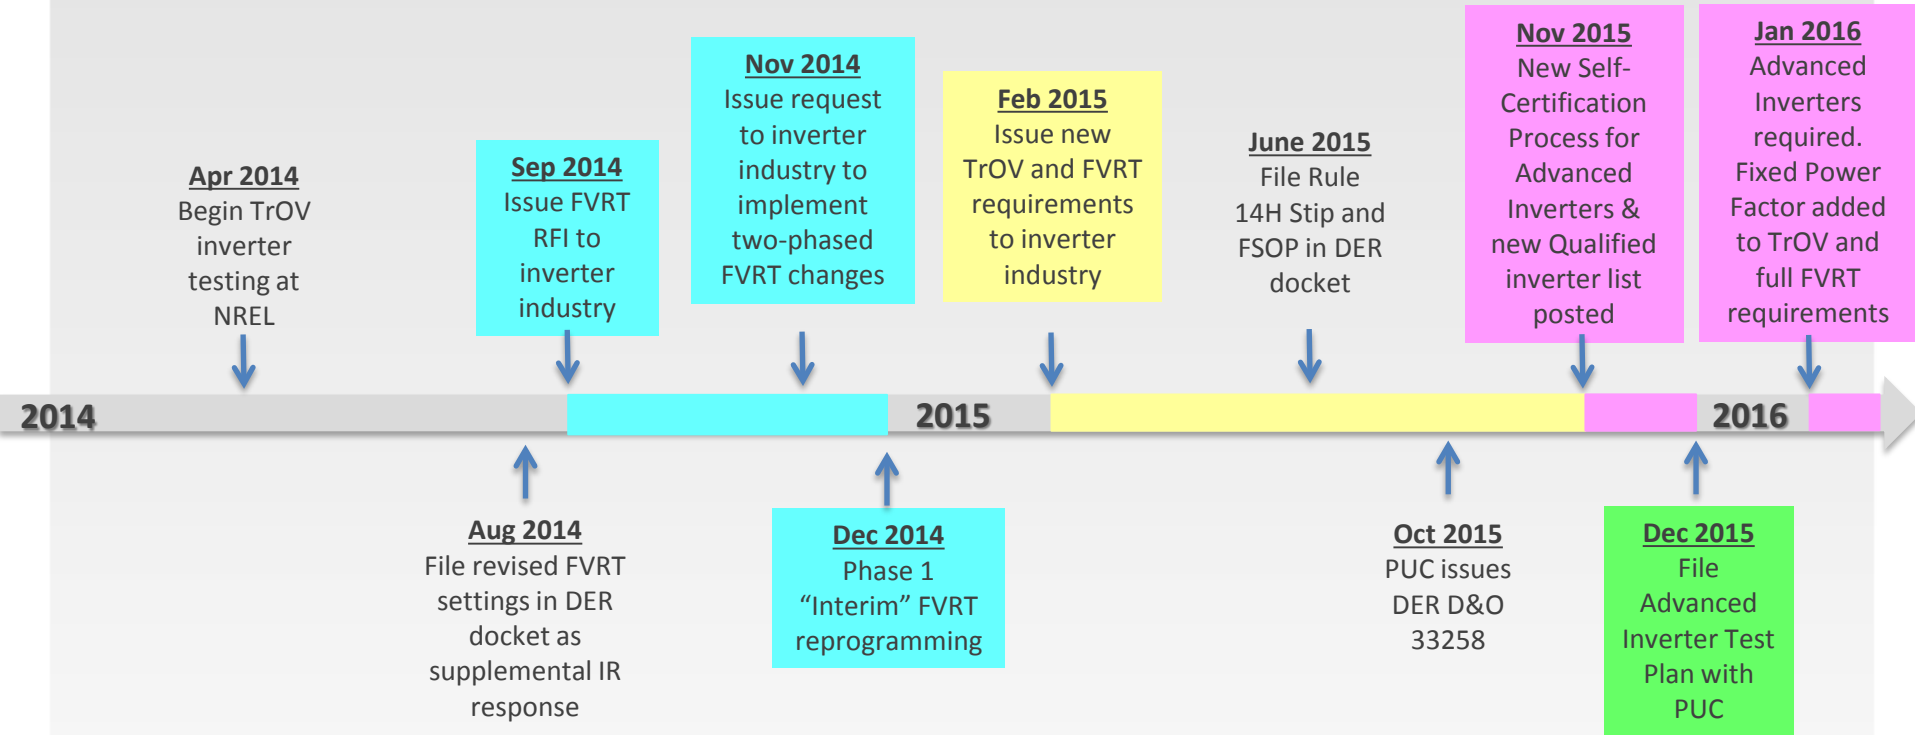 Apr 2014
Begin TrOV
inverter
testing at
NREL
Sep 2014
Issue FVRT
RFI to
inverter
industry
Nov 2014
Issue request
to inverter
industry to
implement
two-phased
FVRT changes
Feb 2015
Issue new
TrOV and FVRT
requirements
to inverter
industry
June 2015
File Rule
14H Stip and
FSOP in DER
docket
Nov 2015
New Self-
Certification
Process for
Advanced
Inverters &
new Qualified
inverter list
posted
Jan 2016
Advanced
Inverters
required.
Fixed Power
Factor added
to TrOV and
full FVRT
requirements
2014
2015
2016
Aug 2014
File revised FVRT
settings in DER
docket as
supplemental IR
response
Dec 2014
Phase 1
“Interim” FVRT
reprogramming
Oct 2015
PUC issues
DER D&O
33258
Dec 2015
File
Advanced
Inverter Test
Plan with
PUC